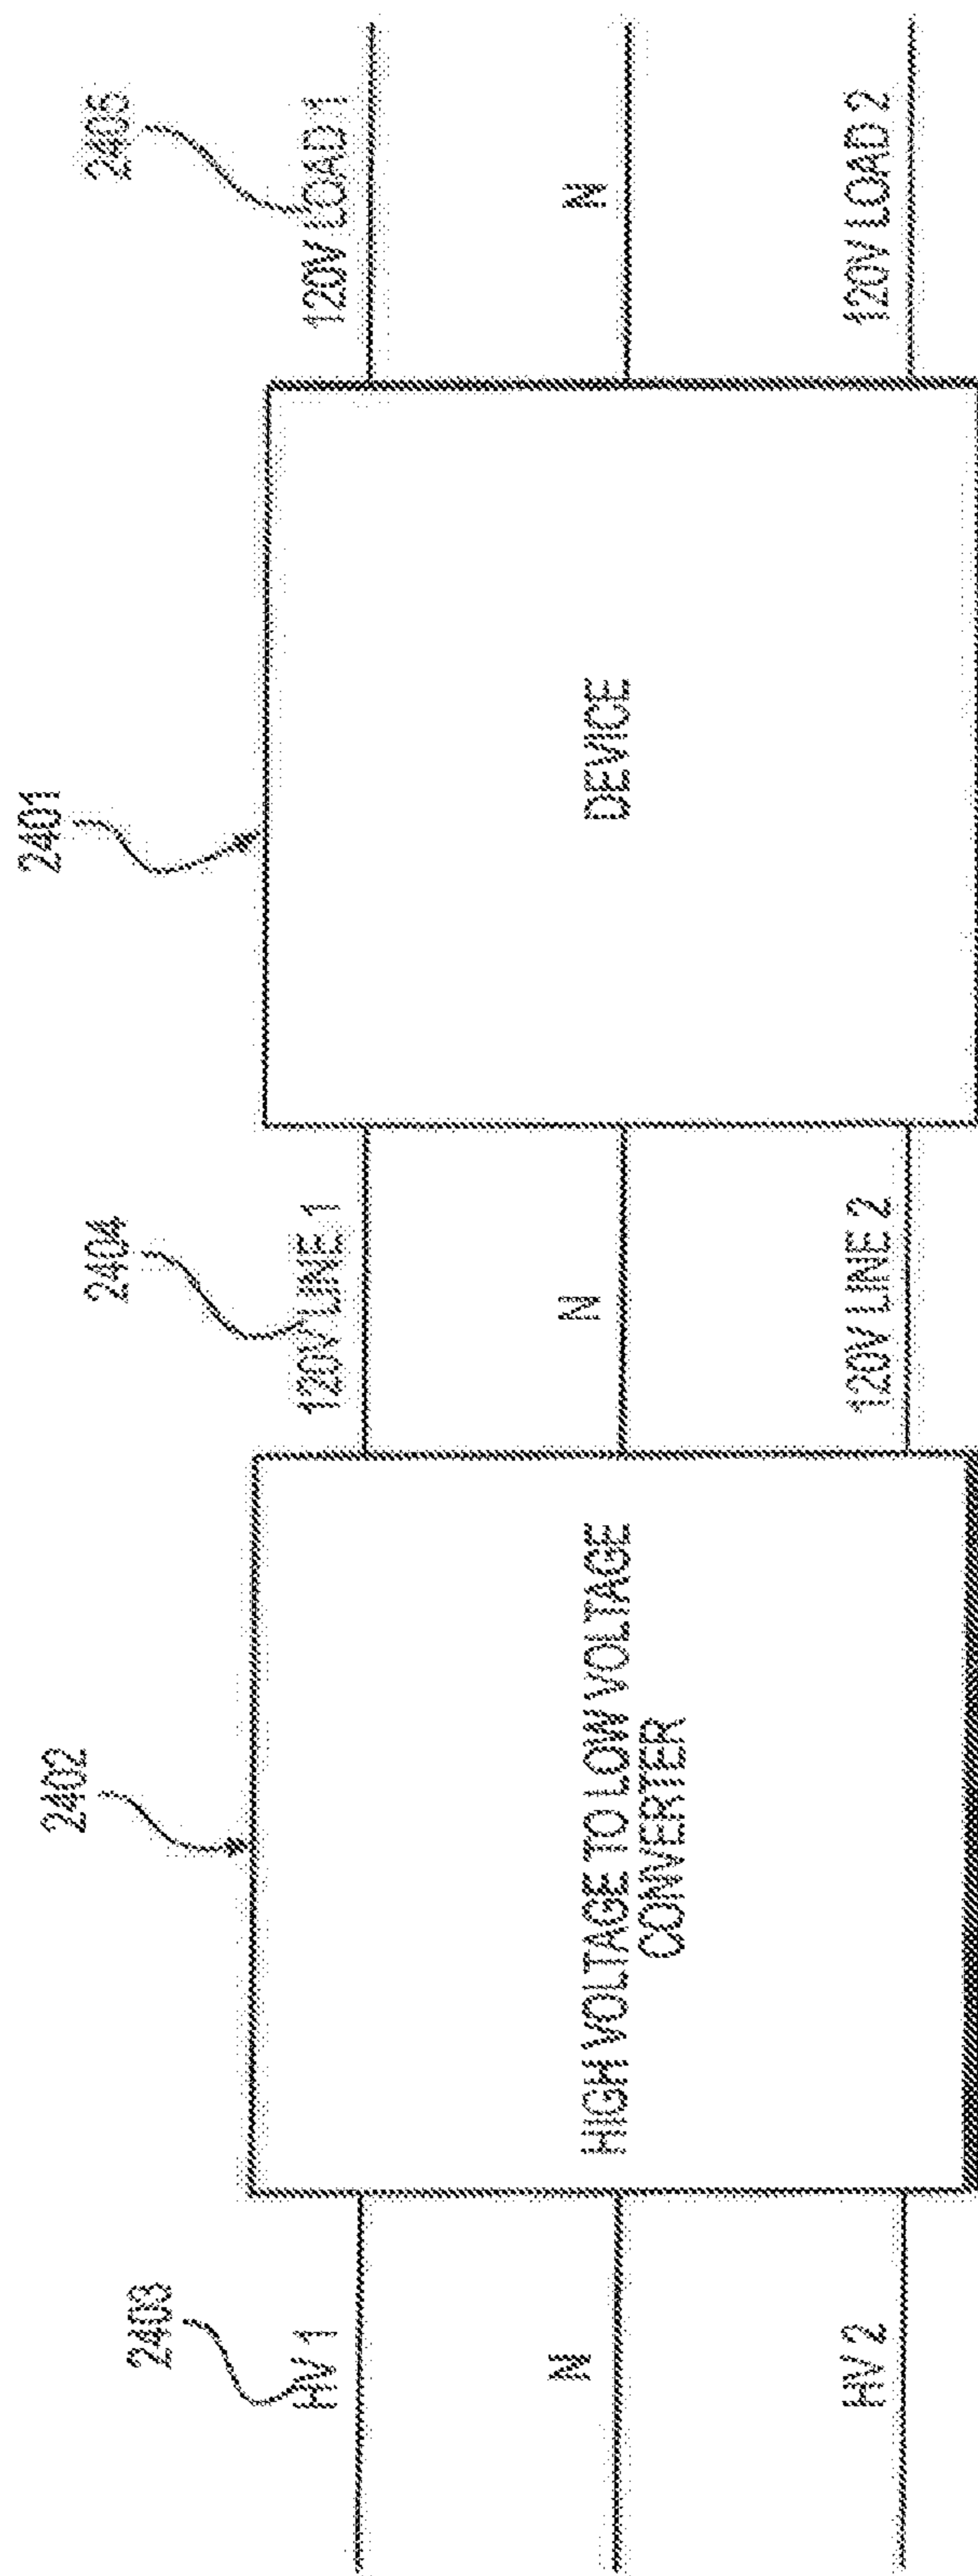 2403
2402
2404
2401
2405
HV 1
120V LINE 1
120V LOAD 1
N
HIGH VOLTAGE TO LOW VOLTAGE
CONVERTER
N
DEVICE
N
HV 2
120V LINE 2
120V LOAD 2